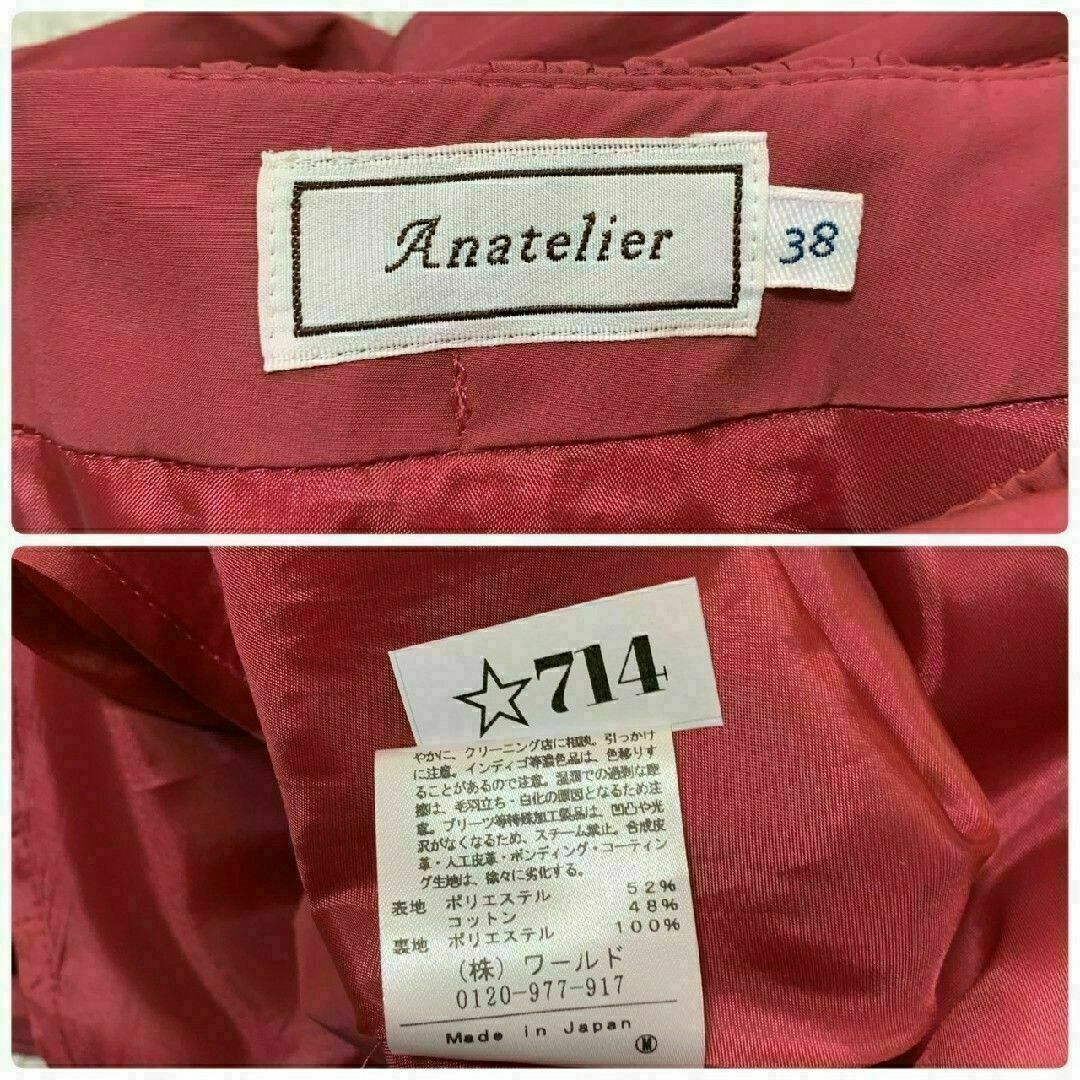 Anatelier
38
☆714
やかに、クリーニング店に相談。引っかけ
に注意。インディゴ等濃色品は、色移りす
ることがあるので注意。湿潤での過剰な摩
擦は、毛羽立ち・白化の原因となるため注
意。プリーツ等特殊加工製品は、凹凸や光
沢がなくなるため、スチーム禁止。合成皮
革・人工皮革・ボンディング・コーティン
グ生地は、徐々に劣化する。
表地 ポリエステル 52%
コットン 48%
裏地 ポリエステル 100%
(株) ワールド
0120-977-917
Made in Japan
M